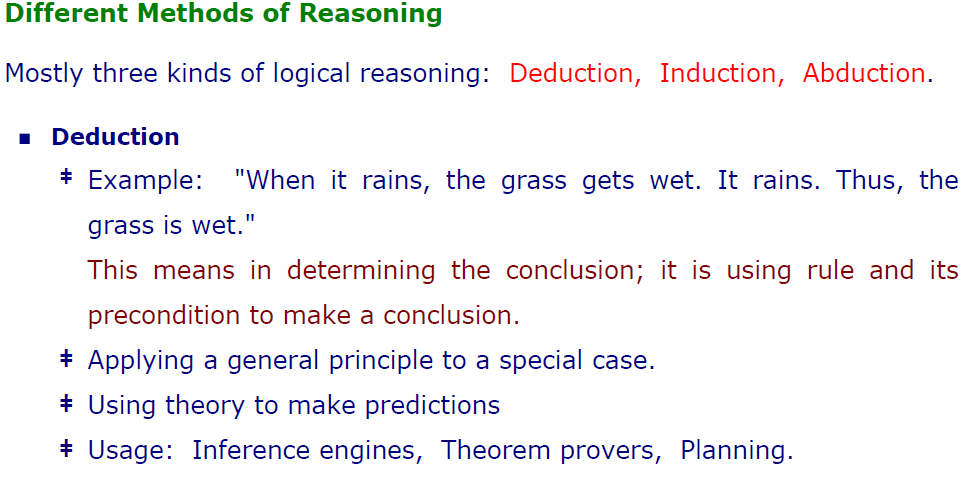 Different Methods of Reasoning
Mostly three kinds of logical reasoning: Deduction, Induction, Abduction.
▪ Deduction
ǂ Example: "When it rains, the grass gets wet. It rains. Thus, the
grass is wet."
This means in determining the conclusion; it is using rule and its
precondition to make a conclusion.
ǂ Applying a general principle to a special case.
ǂ Using theory to make predictions
ǂ Usage: Inference engines, Theorem provers, Planning.